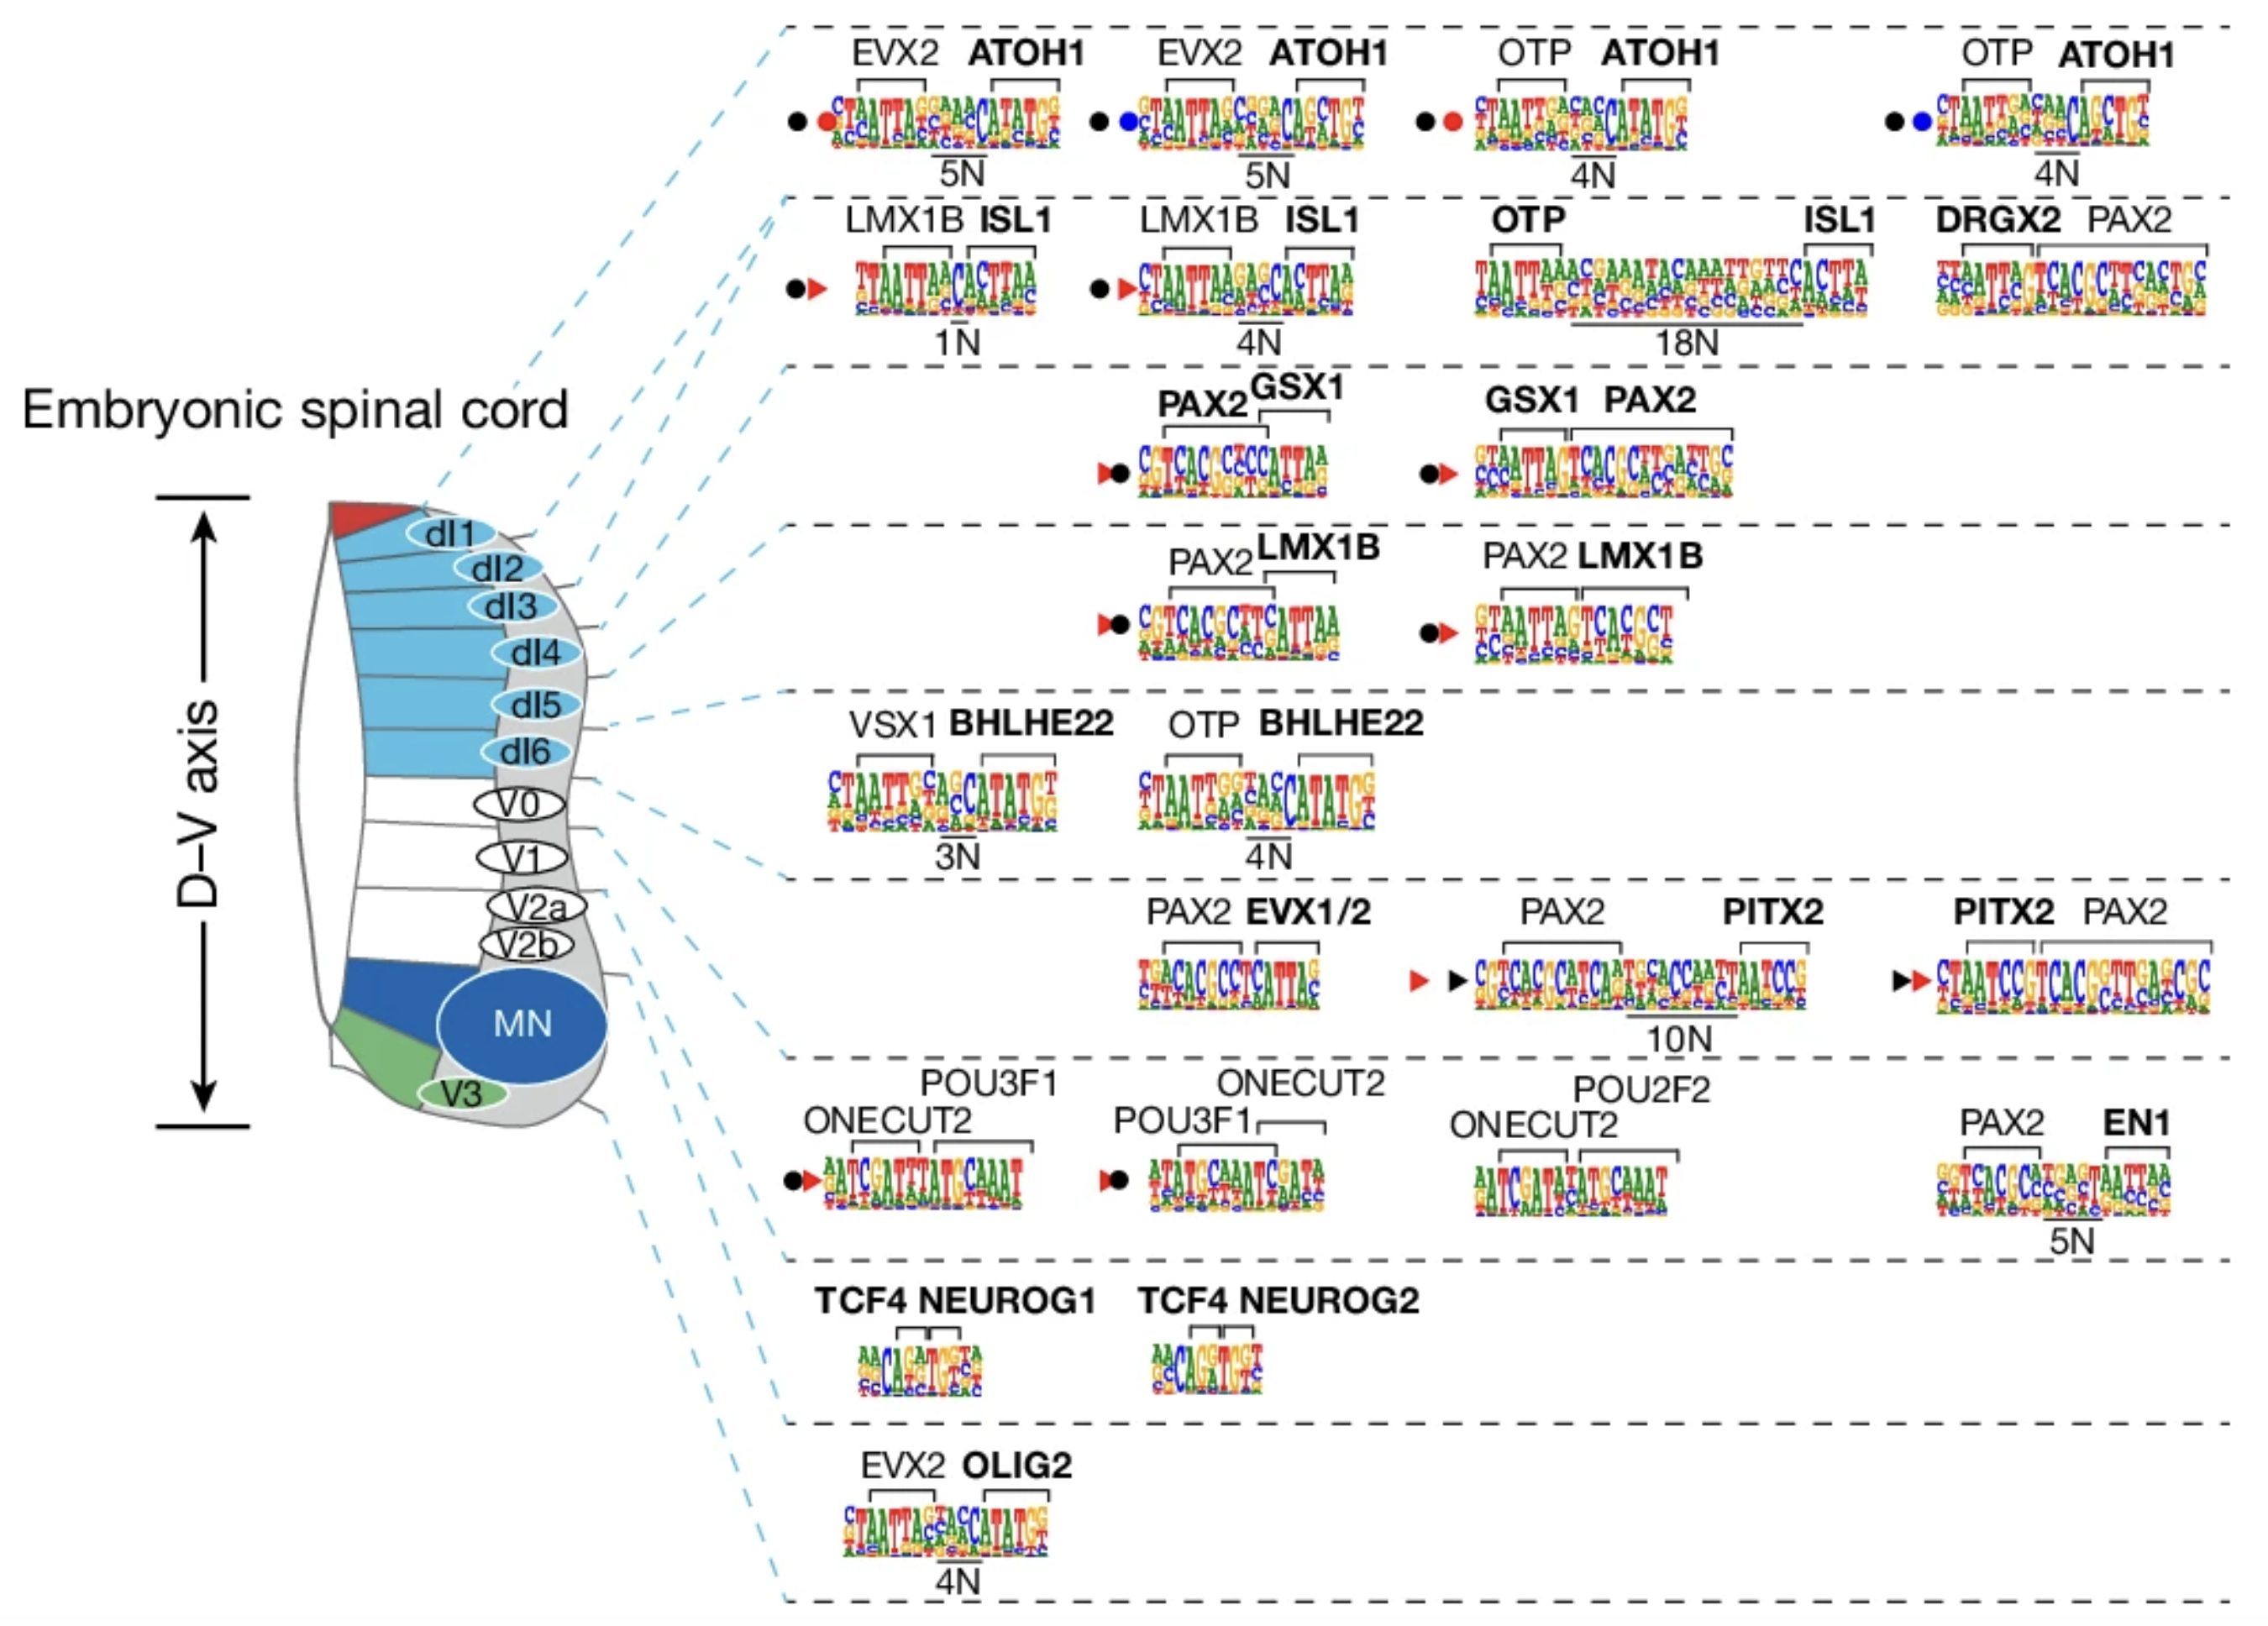 EVX2 ATOH1 EVX2 ATOH1 OTP ATOH1 OTP ATOH1
5N 5N 4N 4N
LMX1B ISL1 LMX1B ISL1 OTP ISL1 DRGX2 PAX2
1N 4N 18N
Embryonic spinal cord
PAX2 GSX1 GSX1 PAX2
PAX2 LMX1B PAX2 LMX1B
VSX1 BHLHE22 OTP BHLHE22
3N 4N
PAX2 EVX1/2 PAX2 PITX2 PITX2 PAX2
10N
POU3F1 ONECUT2 POU2F2
ONECUT2 POU3F1 ONECUT2 PAX2 EN1
5N
TCF4 NEUROG1 TCF4 NEUROG2
EVX2 OLIG2
4N
D–V axis
dI1
dI2
dI3
dI4
dI5
dI6
V0
V1
V2a
V2b
MN
V3